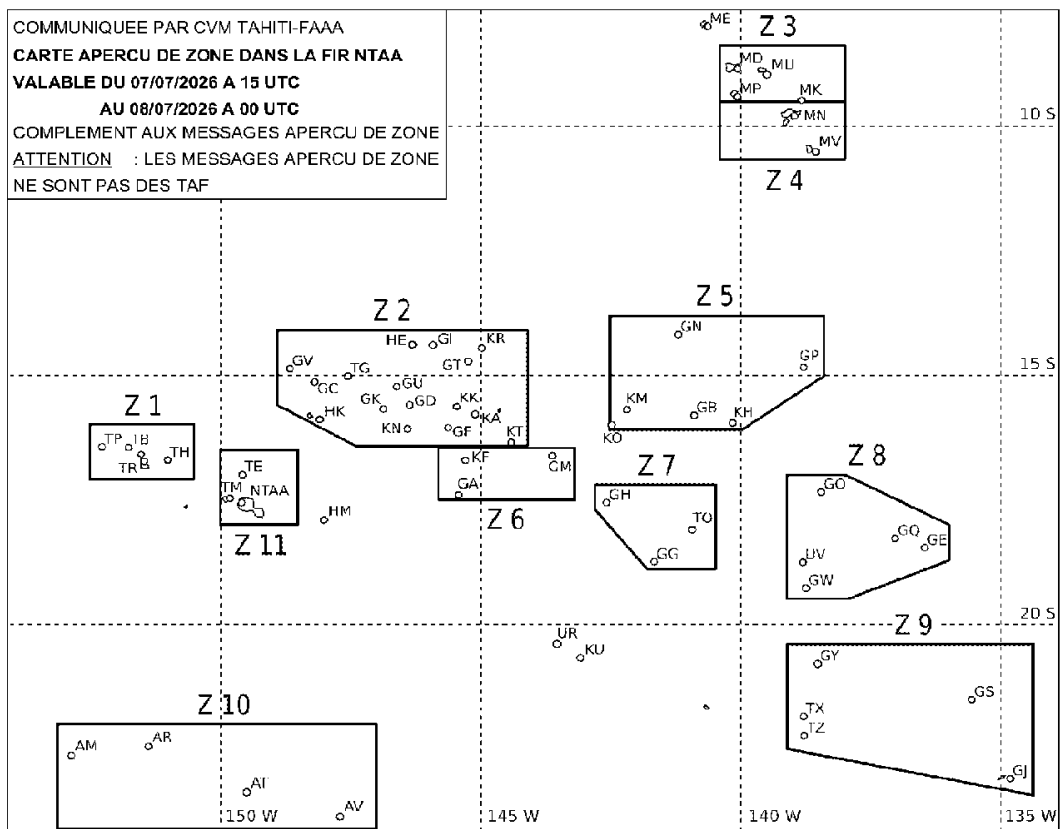 COMMUNIQUEE PAR CVM TAHITI-FAAA
CARTE APERCU DE ZONE DANS LA FIR NTAA
VALABLE DU 07/07/2026 A 15 UTC
AU 08/07/2026 A 00 UTC
COMPLEMENT AUX MESSAGES APERCU DE ZONE
ATTENTION : LES MESSAGES APERCU DE ZONE
NE SONT PAS DES TAF
ME
Z 3
MD
MU
MP
MK
MN
10 S
MV
Z 4
Z 2
Z 5
HE
GI
KR
GN
GV
TG
GT
GP
15 S
GC
GU
GK
GD
KK
KM
GB
HK
KA
KH
KN
GF
KO
KT
Z 1
TP
TB
TR
TH
KF
GM
Z 7
Z 8
TE
TM
NTAA
GA
GH
GO
HM
Z 6
TO
GQ
GE
Z 11
GG
UV
GW
20 S
UR
KU
Z 9
GY
GS
TX
TZ
GJ
Z 10
AM
AR
AT
AV
150 W
145 W
140 W
135 W